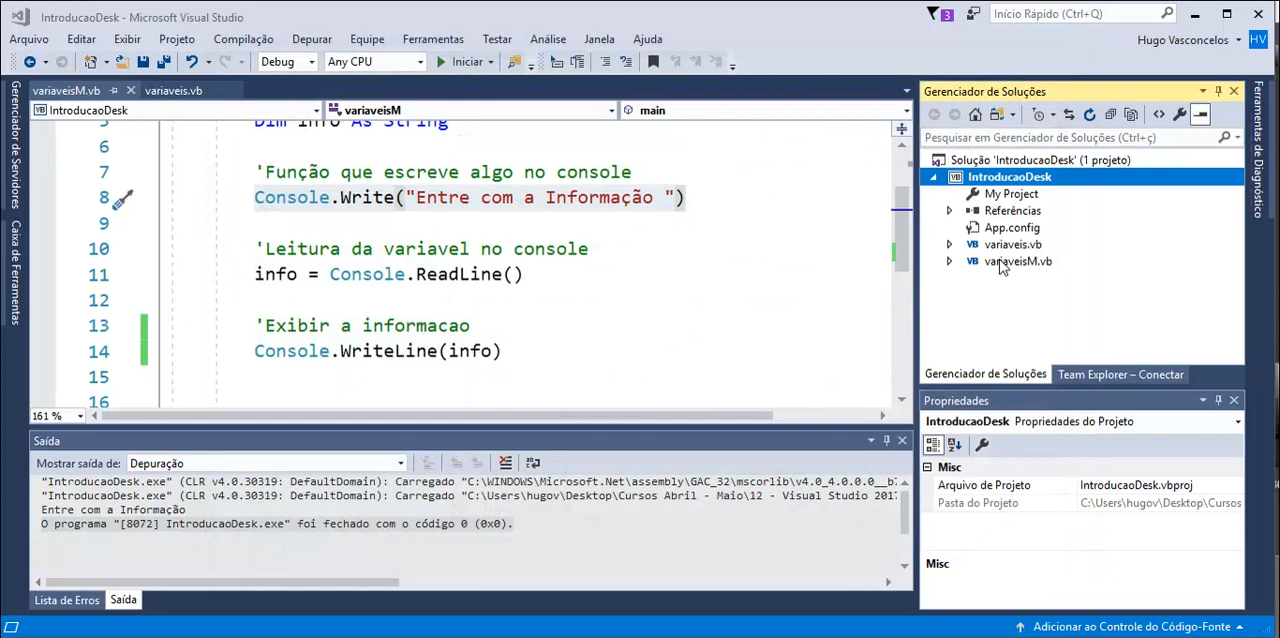 IntroducaoDesk - Microsoft Visual Studio
3
Início Rápido (Ctrl+Q)
Arquivo Editar Exibir Projeto Compilação Depurar Equipe Ferramentas Testar Análise Janela Ajuda
Hugo Vasconcelos HV
Debug Any CPU Iniciar
Gerenciador de Servidores
Caixa de Ferramentas
variaveisM.vb variaveis.vb
IntroducaoDesk variaveisM main
5 Dim info As String
6
7 'Função que escreve algo no console
8 Console.Write("Entre com a Informação ")
9
10 'Leitura da variavel no console
11 info = Console.ReadLine()
12
13 'Exibir a informacao
14 Console.WriteLine(info)
15
16
161 %
Saída
Mostrar saída de: Depuração
"IntroducaoDesk.exe" (CLR v4.0.30319: DefaultDomain): Carregado "C:\WINDOWS\Microsoft.Net\assembly\GAC_32\mscorlib\v4.0_4.0.0.0__b7
"IntroducaoDesk.exe" (CLR v4.0.30319: DefaultDomain): Carregado "C:\Users\hugov\Desktop\Cursos Abril - Maio\12 - Visual Studio 2017
Entre com a Informação
O programa "[8072] IntroducaoDesk.exe" foi fechado com o código 0 (0x0).
Lista de Erros Saída
Gerenciador de Soluções
Pesquisar em Gerenciador de Soluções (Ctrl+ç)
Solução 'IntroducaoDesk' (1 projeto)
VB IntroducaoDesk
My Project
Referências
App.config
VB variaveis.vb
VB variaveisM.vb
Gerenciador de Soluções Team Explorer – Conectar
Propriedades
IntroducaoDesk Propriedades do Projeto
Misc
Arquivo de Projeto IntroducaoDesk.vbproj
Pasta do Projeto C:\Users\hugov\Desktop\Cursos
Misc
Ferramentas de Diagnóstico
Adicionar ao Controle do Código-Fonte